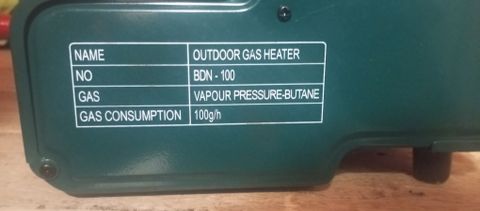 NAME OUTDOOR GAS HEATER
NO BDN - 100
GAS VAPOUR PRESSURE-BUTANE
GAS CONSUMPTION 100g/h